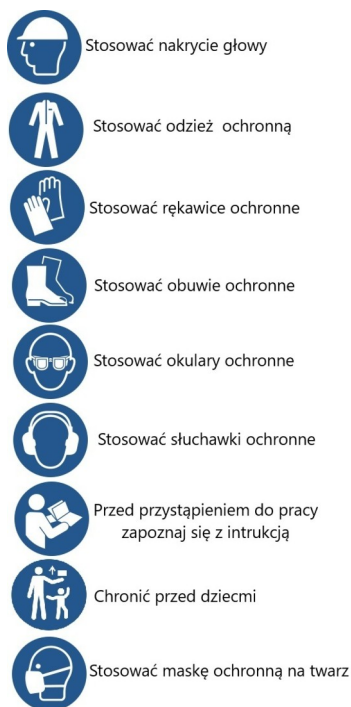 Stosować nakrycie głowy
Stosować odzież ochronną
Stosować rękawice ochronne
Stosować obuwie ochronne
Stosować okulary ochronne
Stosować słuchawki ochronne
Przed przystąpieniem do pracy
zapoznaj się z intrukcją
Chronić przed dziecmi
Stosować maskę ochronną na twarz